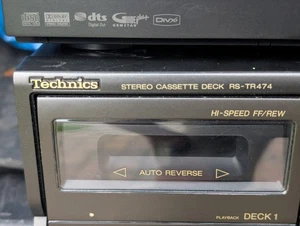 dts
DivX
Technics STEREO CASSETTE DECK RS-TR474
HI-SPEED FF/REW
AUTO REVERSE
PLAYBACK DECK 1